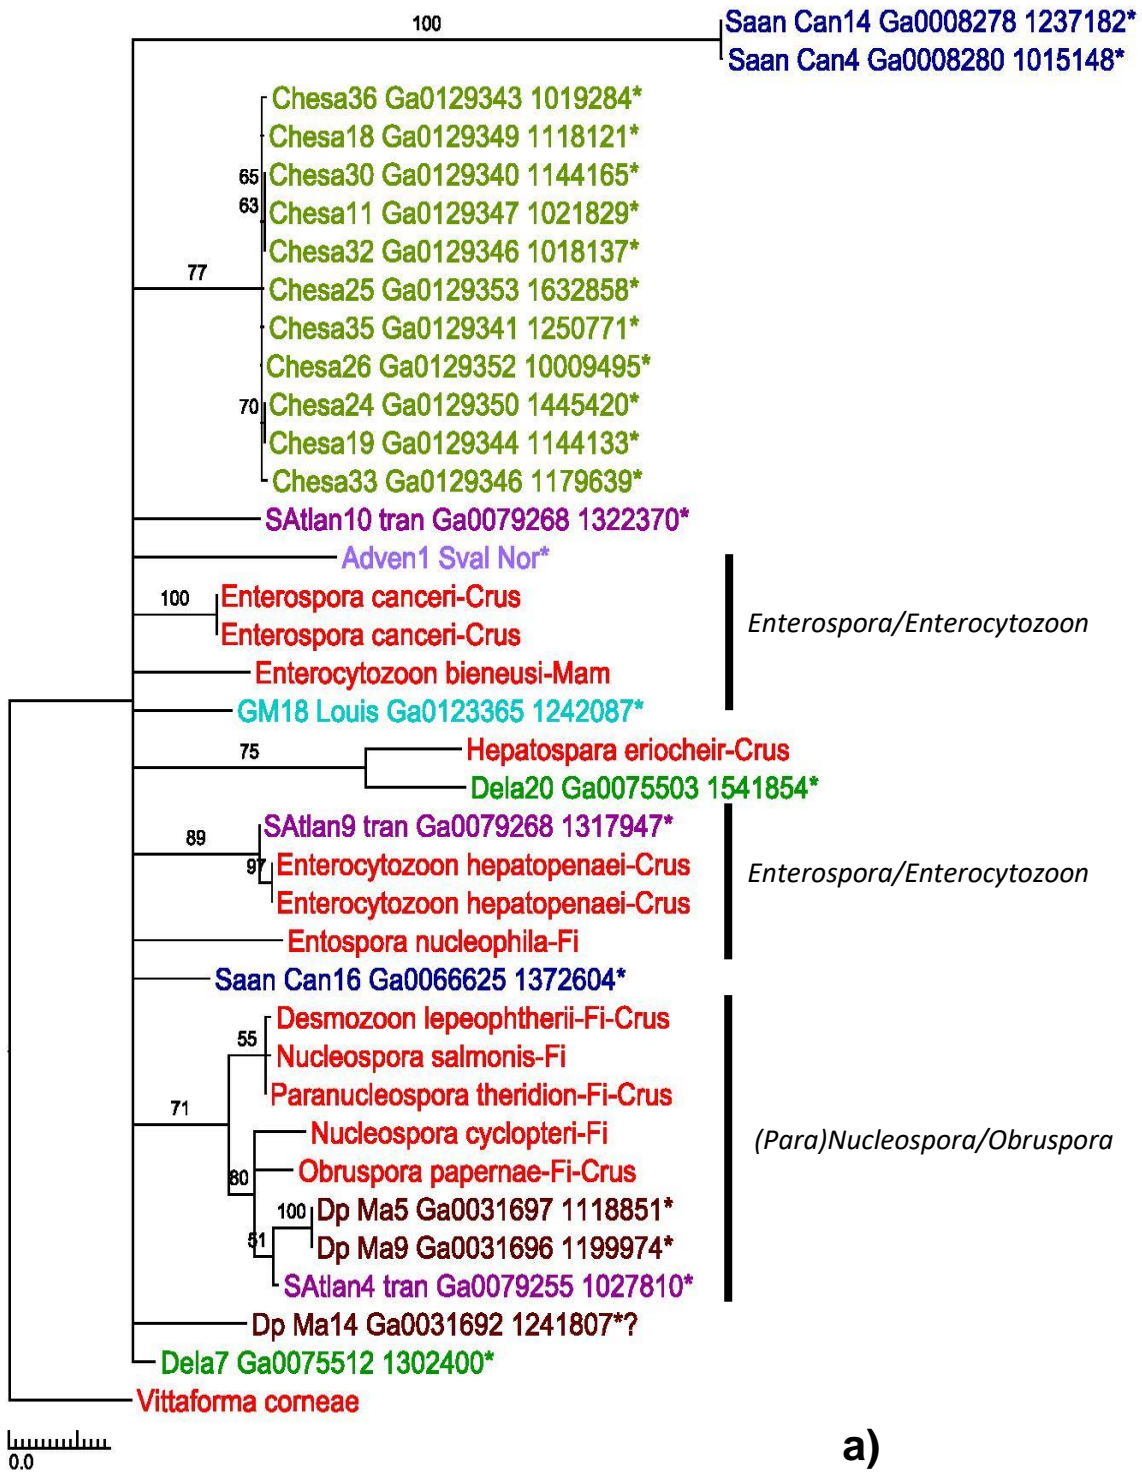 100
Saan Can14 Ga0008278 1237182*
Saan Can4 Ga0008280 1015148*
Chesa36 Ga0129343 1019284*
Chesa18 Ga0129349 1118121*
65
Chesa30 Ga0129340 1144165*
63
Chesa11 Ga0129347 1021829*
Chesa32 Ga0129346 1018137*
77
Chesa25 Ga0129353 1632858*
Chesa35 Ga0129341 1250771*
Chesa26 Ga0129352 10009495*
70
Chesa24 Ga0129350 1445420*
Chesa19 Ga0129344 1144133*
Chesa33 Ga0129346 1179639*
SAtlan10 tran Ga0079268 1322370*
Adven1 Sval Nor*
100
Enterospora canceri-Crus
Enterospora canceri-Crus
Enterospora/Enterocytozoon
Enterocytozoon bieneusi-Mam
GM18 Louis Ga0123365 1242087*
75
Hepatospara eriocheir-Crus
Dela20 Ga0075503 1541854*
89
SAtlan9 tran Ga0079268 1317947*
97
Enterocytozoon hepatopenaei-Crus
Enterospora/Enterocytozoon
Enterocytozoon hepatopenaei-Crus
Entospora nucleophila-Fi
Saan Can16 Ga0066625 1372604*
Desmozoon lepeophtherii-Fi-Crus
55
Nucleospora salmonis-Fi
Paranucleospora theridion-Fi-Crus
71
Nucleospora cyclopteri-Fi
(Para)Nucleospora/Obruspora
80
Obruspora papernae-Fi-Crus
100
Dp Ma5 Ga0031697 1118851*
51
Dp Ma9 Ga0031696 1199974*
SAtlan4 tran Ga0079255 1027810*
Dp Ma14 Ga0031692 1241807*?
Dela7 Ga0075512 1302400*
Vittaforma corneae
0.0
a)